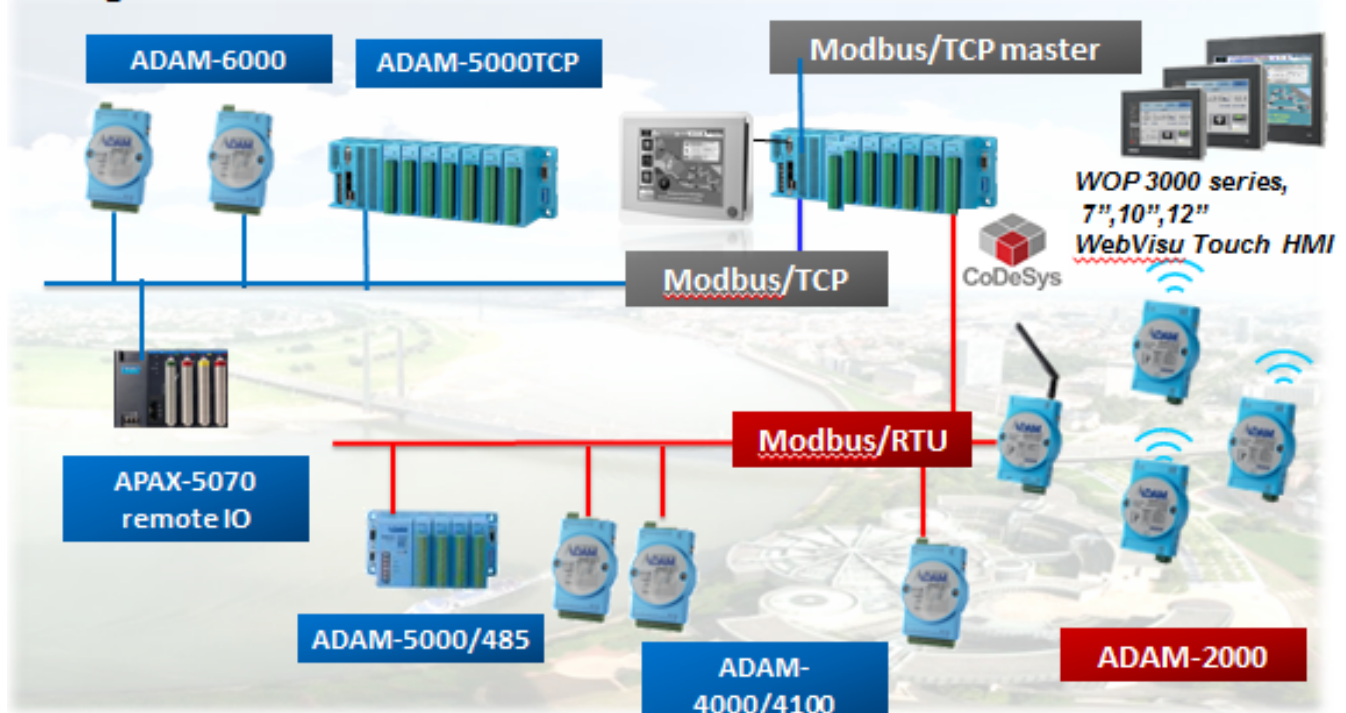 ADAM-6000
ADAM-5000TCP
Modbus/TCP master
WOP 3000 series,
7”,10”,12”
WebVisu Touch HMI
CoDeSys
Modbus/TCP
Modbus/RTU
APAX-5070
remote IO
ADAM-5000/485
ADAM-
4000/4100
ADAM-2000